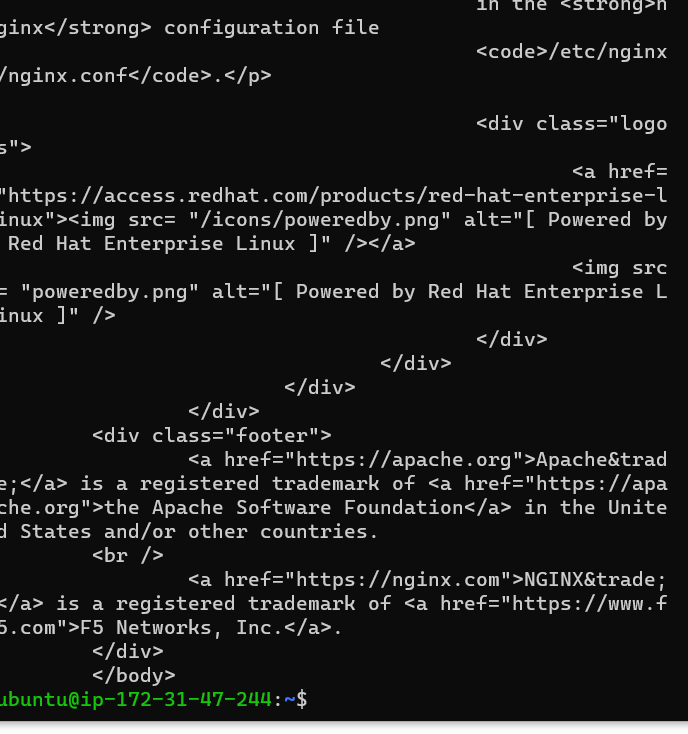 in the <strong>n
ginx</strong> configuration file
<code>/etc/nginx
/nginx.conf</code>.</p>
<div class="logo
s">
<a href=
"https://access.redhat.com/products/red-hat-enterprise-l
inux"><img src= "/icons/poweredby.png" alt="[ Powered by
Red Hat Enterprise Linux ]" /></a>
<img src
= "poweredby.png" alt="[ Powered by Red Hat Enterprise L
inux ]" />
</div>
</div>
</div>
</div>
<div class="footer">
<a href="https://apache.org">Apache&trad
e;</a> is a registered trademark of <a href="https://apa
che.org">the Apache Software Foundation</a> in the Unite
d States and/or other countries.
<br />
<a href="https://nginx.com">NGINX&trade;
</a> is a registered trademark of <a href="https://www.f
5.com">F5 Networks, Inc.</a>.
</div>
</body>
ubuntu@ip-172-31-47-244:~$